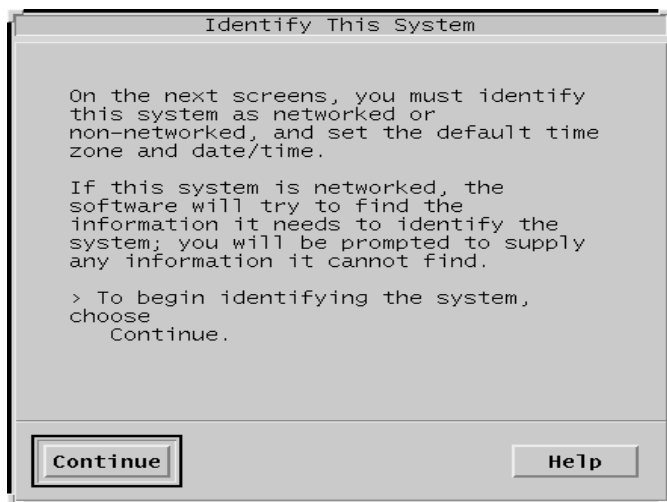 Identify This System
On the next screens, you must identify
this system as networked or
non-networked, and set the default time
zone and date/time.
If this system is networked, the
software will try to find the
information it needs to identify the
system; you will be prompted to supply
any information it cannot find.
> To begin identifying the system,
choose
Continue.
Continue
Help